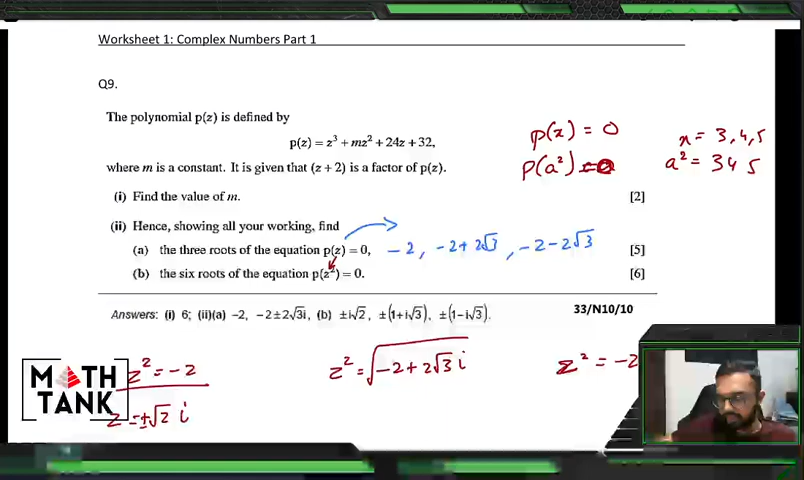 Worksheet 1: Complex Numbers Part 1
Q9.
The polynomial p(z) is defined by
p(z) = z³ + mz² + 24z + 32,
where m is a constant. It is given that (z + 2) is a factor of p(z).
(i) Find the value of m. [2]
(ii) Hence, showing all your working, find
(a) the three roots of the equation p(z) = 0, [5]
(b) the six roots of the equation p(z²) = 0. [6]
Answers: (i) 6; (ii)(a) −2, −2 ± 2√3i, (b) ±i√2, ±(1+i√3), ±(1−i√3).
33/N10/10
p(x) = 0
p(a²) = 0
x = 3, 4, 5
a² = 3 4 5
−2, −2+2√3, −2−2√3
z² = −2
z = ±√2 i
z² = √−2+2√3 i
z² = −2
MATH
TANK